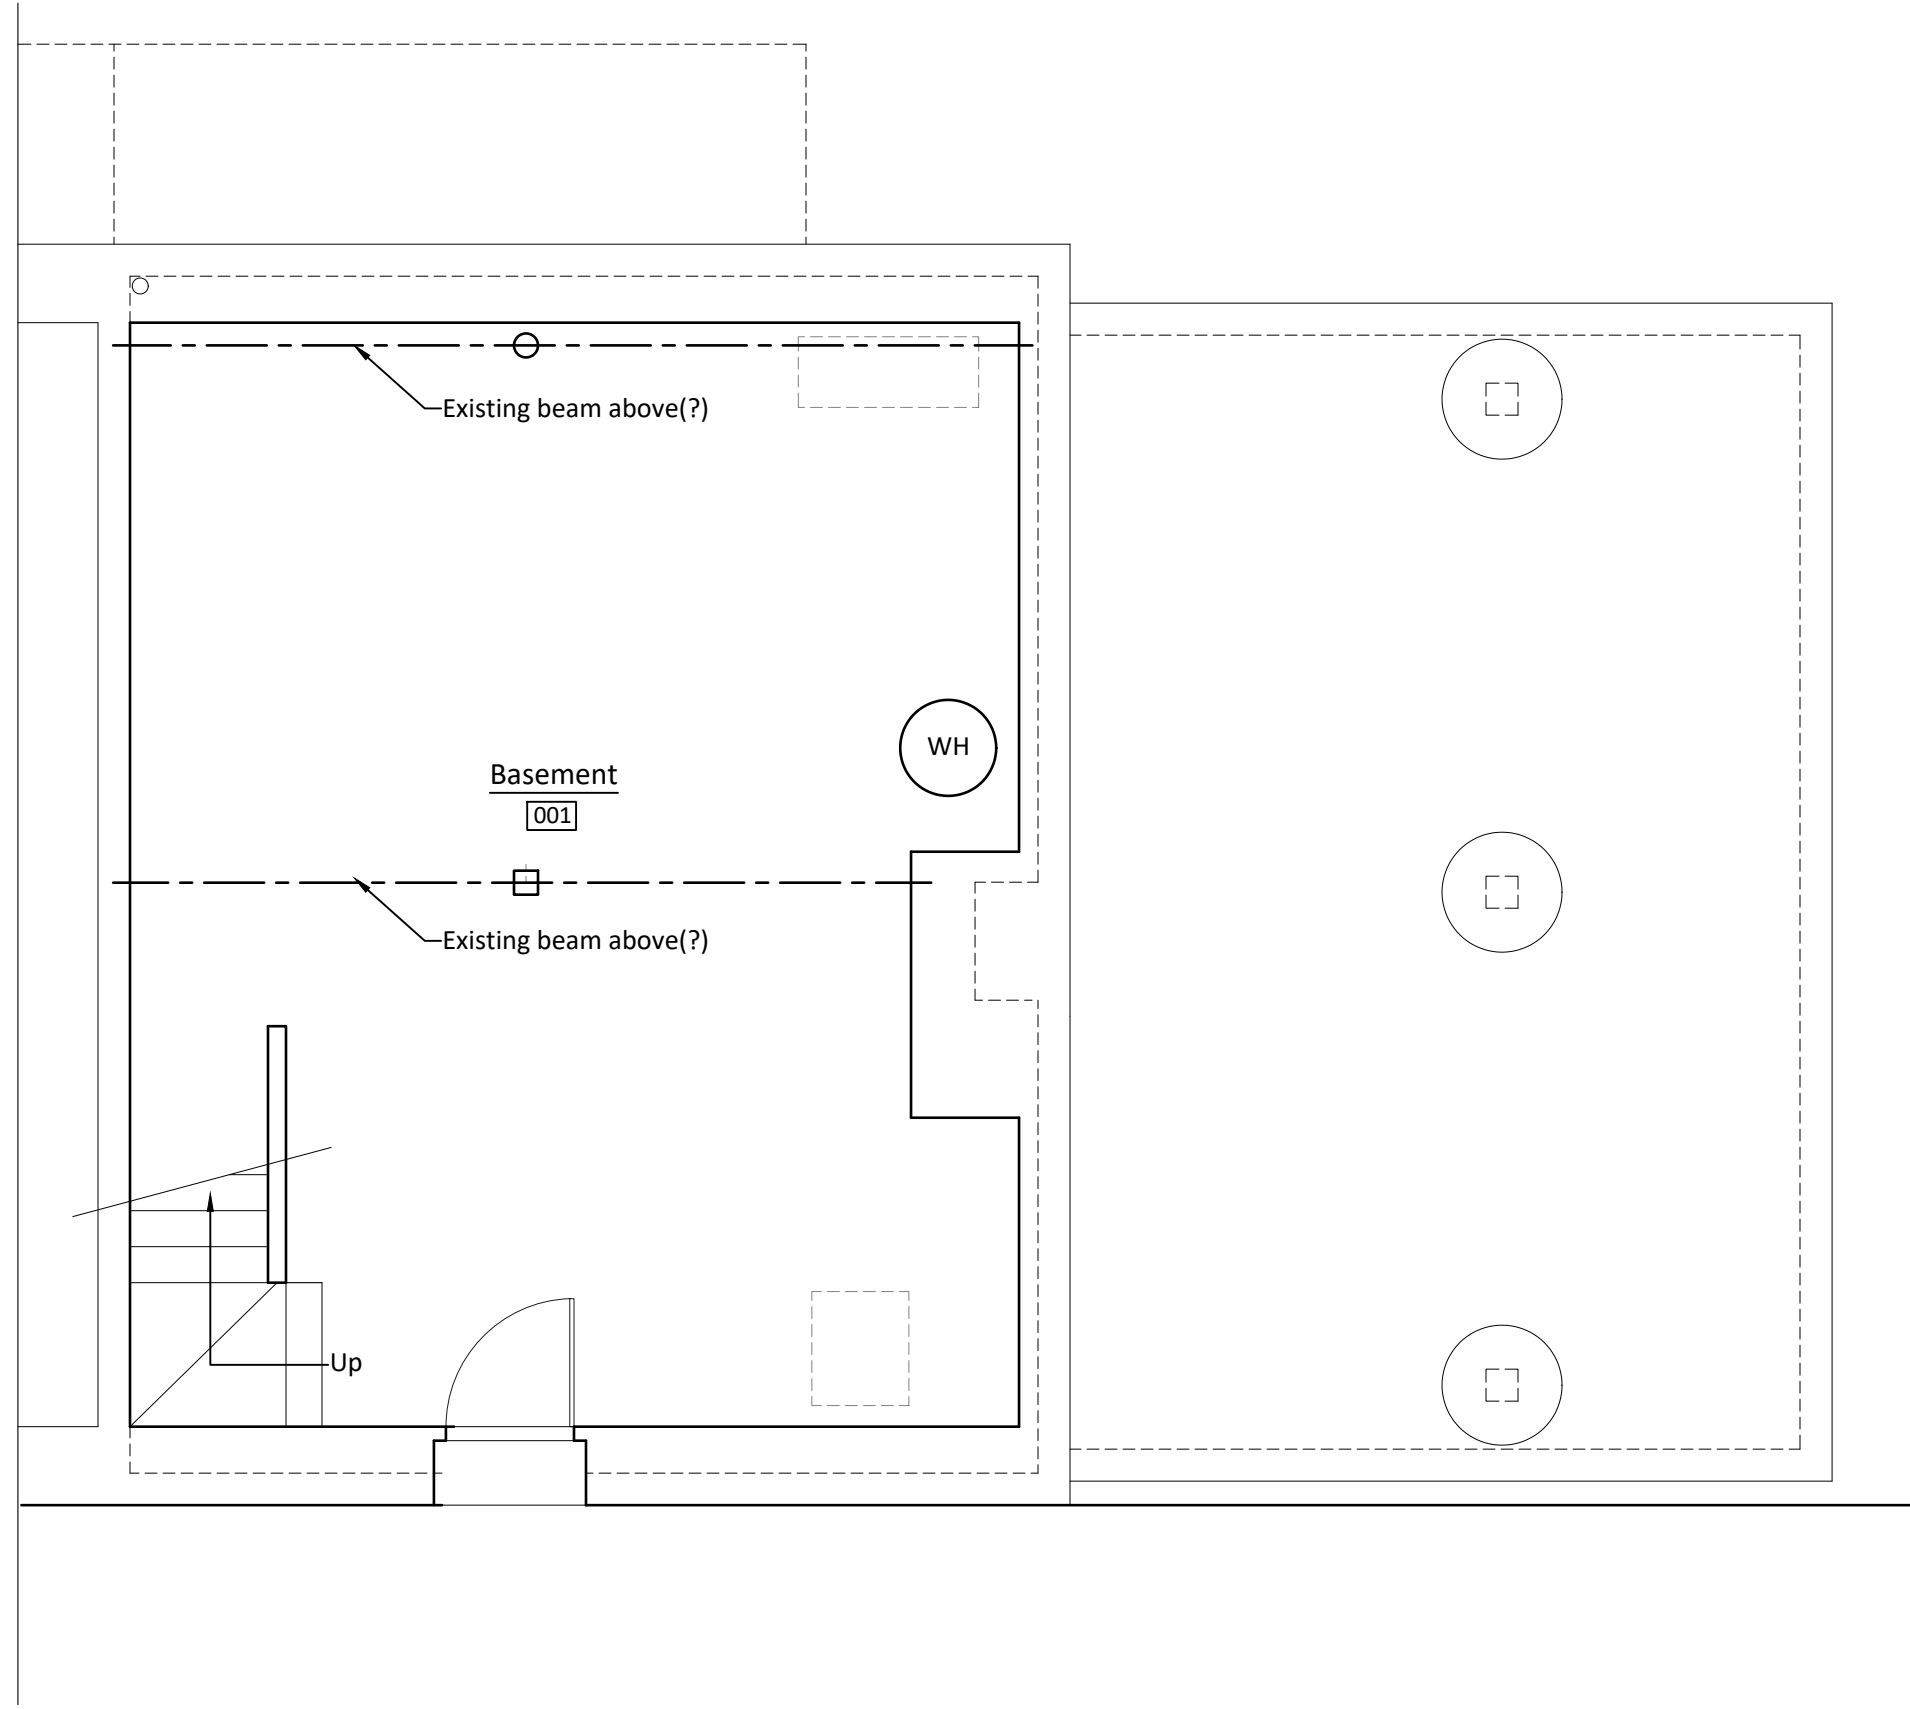 Existing beam above(?)
WH
Basement
001
Existing beam above(?)
Up